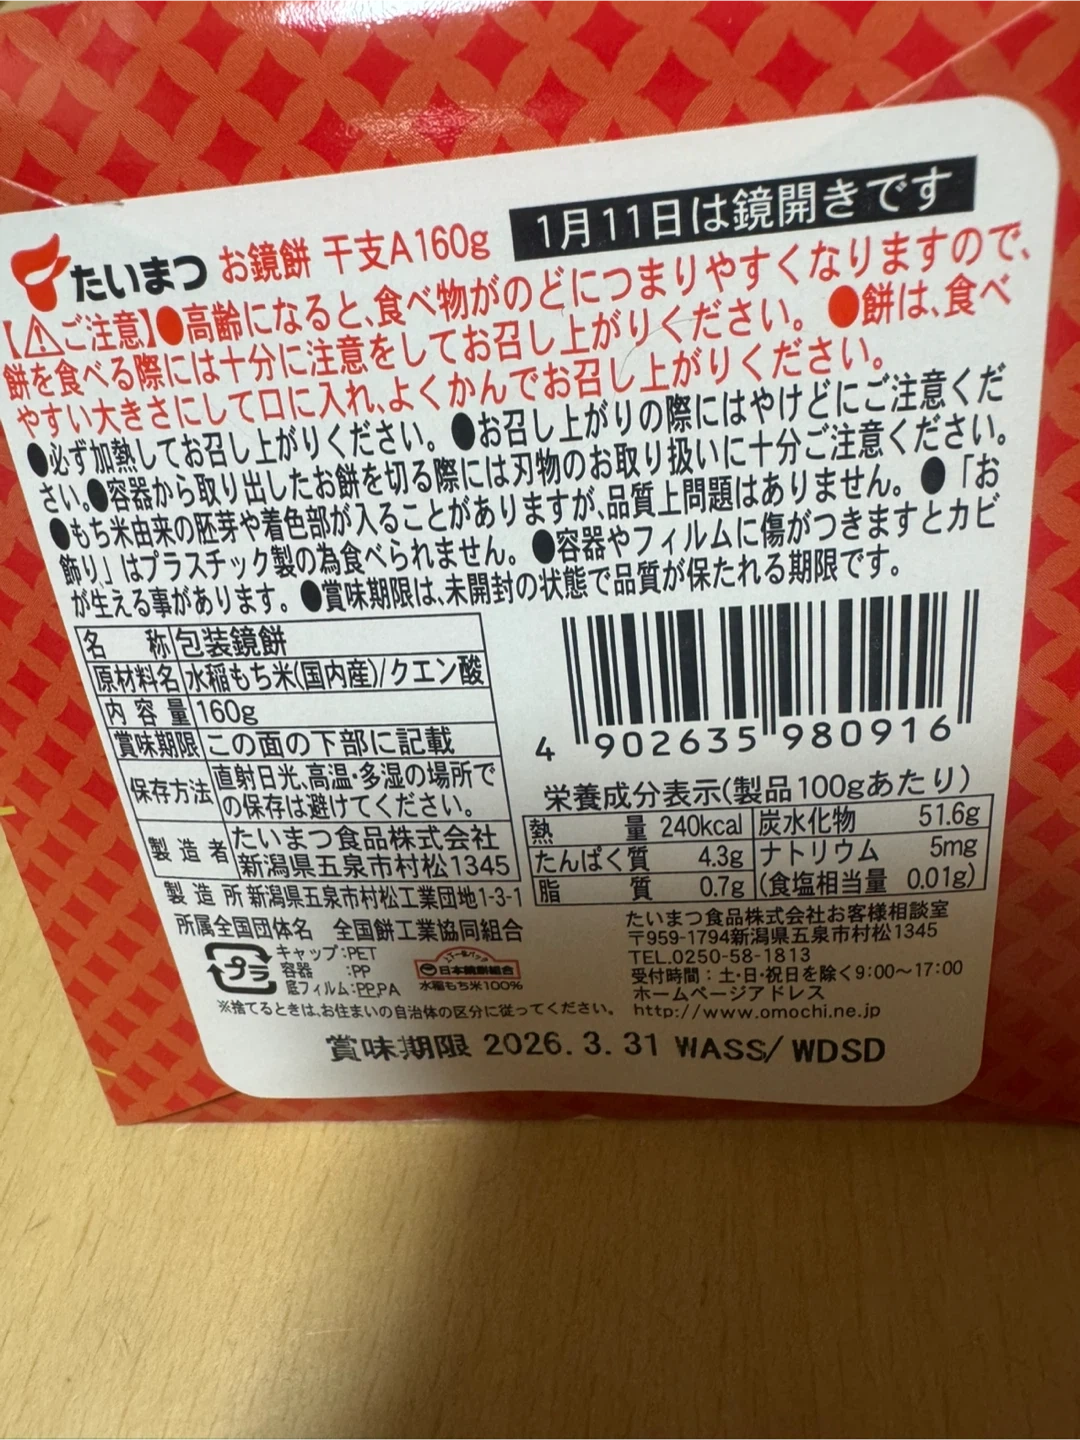 たいまつ お鏡餅 干支A160g 1月11日は鏡開きです
【⚠ご注意】●高齢になると、食べ物がのどにつまりやすくなりますので、
餅を食べる際には十分に注意をしてお召し上がりください。 ●餅は、食べ
やすい大きさにして口に入れ、よくかんでお召し上がりください。
●必ず加熱してお召し上がりください。●お召し上がりの際にはやけどにご注意くだ
さい。●容器から取り出したお餅を切る際には刃物のお取り扱いに十分ご注意ください。
●もち米由来の胚芽や着色部が入ることがありますが、品質上問題はありません。●「お
飾り」はプラスチック製の為食べられません。●容器やフィルムに傷がつきますとカビ
が生える事があります。●賞味期限は、未開封の状態で品質が保たれる期限です。
名称 包装鏡餅
原材料名 水稲もち米(国内産)/クエン酸
内容量 160g
賞味期限 この面の下部に記載
保存方法 直射日光、高温・多湿の場所で
の保存は避けてください。
製造者 たいまつ食品株式会社
新潟県五泉市村松1345
製造所 新潟県五泉市村松工業団地1-3-1
所属全国団体名 全国餅工業協同組合
プラ
キャップ:PET
容器 :PP
底フィルム:PP,PA
日本鏡餅組合
水稲もち米100%
※捨てるときは、お住まいの自治体の区分に従ってください。
4 902635 980916
栄養成分表示(製品100gあたり)
熱量 240kcal 炭水化物 51.6g
たんぱく質 4.3g ナトリウム 5mg
脂質 0.7g (食塩相当量 0.01g)
たいまつ食品株式会社お客様相談室
〒959-1794新潟県五泉市村松1345
TEL.0250-58-1813
受付時間：土・日・祝日を除く9:00〜17:00
ホームページアドレス
http://www.omochi.ne.jp
賞味期限 2026.3.31 WASS/ WDSD